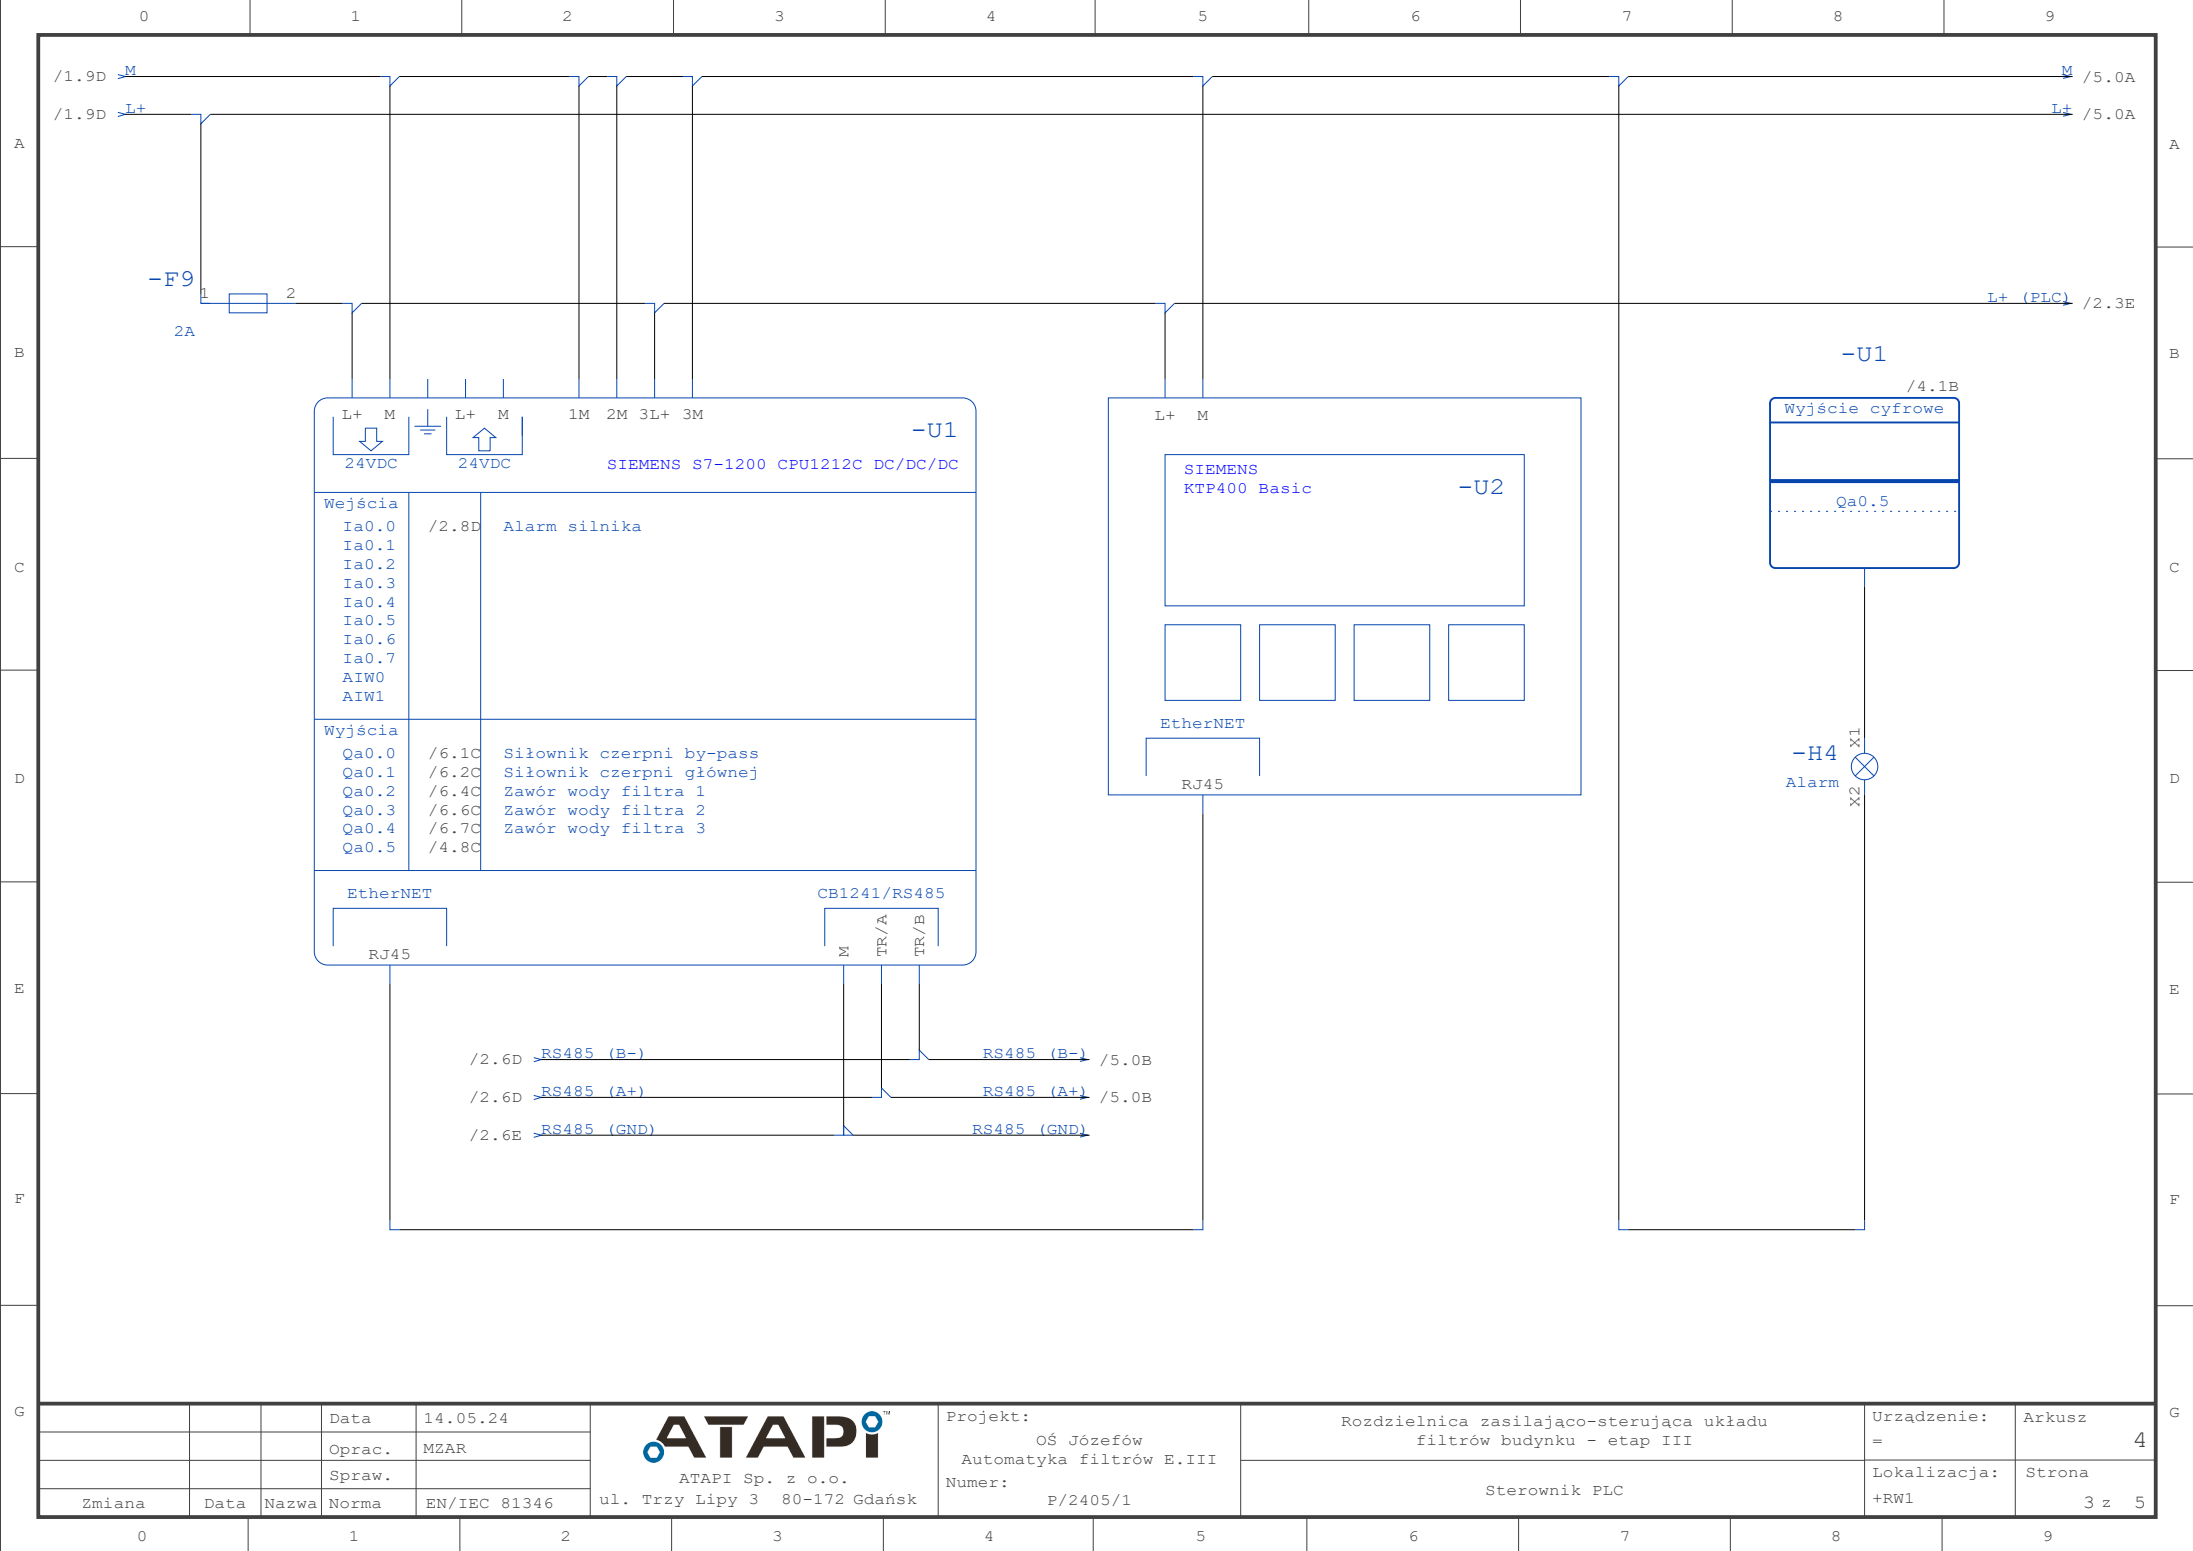 0 1 2 3 4 5 6 7 8 9
/1.9D M M /5.0A
/1.9D L+ L+ /5.0A
A A
-F9
1 2
2A
L+ (PLC) /2.3E
B B
-U1
/4.1B
Wyjście cyfrowe
Qa0.5
L+ M L+ M 1M 2M 3L+ 3M
-U1
24VDC 24VDC
SIEMENS S7-1200 CPU1212C DC/DC/DC
Wejścia
Ia0.0 /2.8D Alarm silnika
Ia0.1
Ia0.2
Ia0.3
Ia0.4
Ia0.5
Ia0.6
Ia0.7
AIW0
AIW1
Wyjścia
Qa0.0 /6.1C Siłownik czerpni by-pass
Qa0.1 /6.2C Siłownik czerpni głównej
Qa0.2 /6.4C Zawór wody filtra 1
Qa0.3 /6.6C Zawór wody filtra 2
Qa0.4 /6.7C Zawór wody filtra 3
Qa0.5 /4.8C
EtherNET CB1241/RS485
RJ45 M TR/A TR/B
L+ M
SIEMENS
KTP400 Basic -U2
EtherNET
RJ45
C C
X1
-H4
Alarm
X2
D D
E E
/2.6D RS485 (B-) RS485 (B-) /5.0B
/2.6D RS485 (A+) RS485 (A+) /5.0B
/2.6E RS485 (GND) RS485 (GND)
F F
G G
Data 14.05.24
Oprac. MZAR
Spraw.
Zmiana Data Nazwa Norma EN/IEC 81346
ATAPi™
ATAPI Sp. z o.o.
ul. Trzy Lipy 3 80-172 Gdańsk
Projekt:
OŚ Józefów
Automatyka filtrów E.III
Numer:
P/2405/1
Rozdzielnica zasilająco-sterująca układu
filtrów budynku - etap III
Sterownik PLC
Urządzenie:
=
Arkusz
4
Lokalizacja:
+RW1
Strona
3 z 5
0 1 2 3 4 5 6 7 8 9